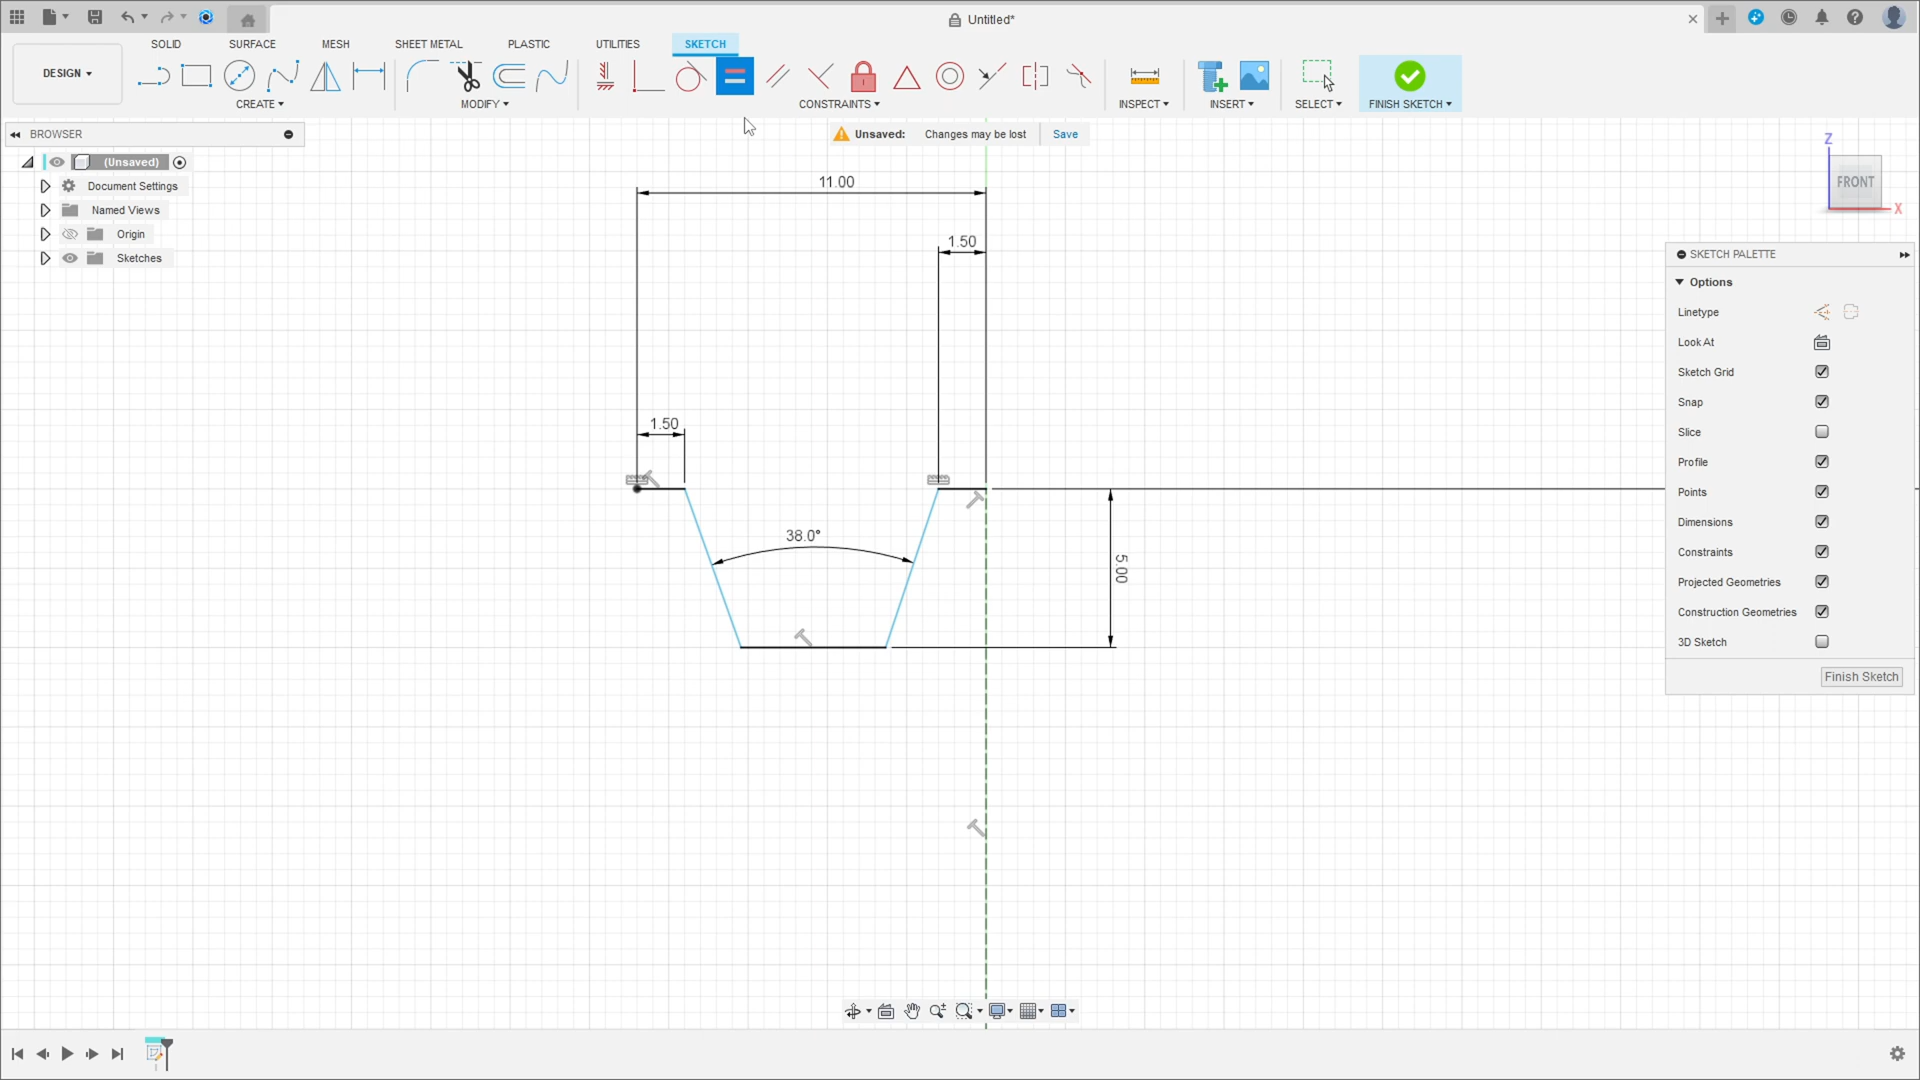 Untitled*
SOLID SURFACE MESH SHEET METAL PLASTIC UTILITIES SKETCH
DESIGN
CREATE MODIFY CONSTRAINTS INSPECT INSERT SELECT FINISH SKETCH
BROWSER
Unsaved: Changes may be lost Save
(Unsaved)
Document Settings
Named Views
Origin
Sketches
Z
FRONT
X
11.00
1.50
1.50
38.0°
5.00
SKETCH PALETTE
Options
Linetype
Look At
Sketch Grid
Snap
Slice
Profile
Points
Dimensions
Constraints
Projected Geometries
Construction Geometries
3D Sketch
Finish Sketch